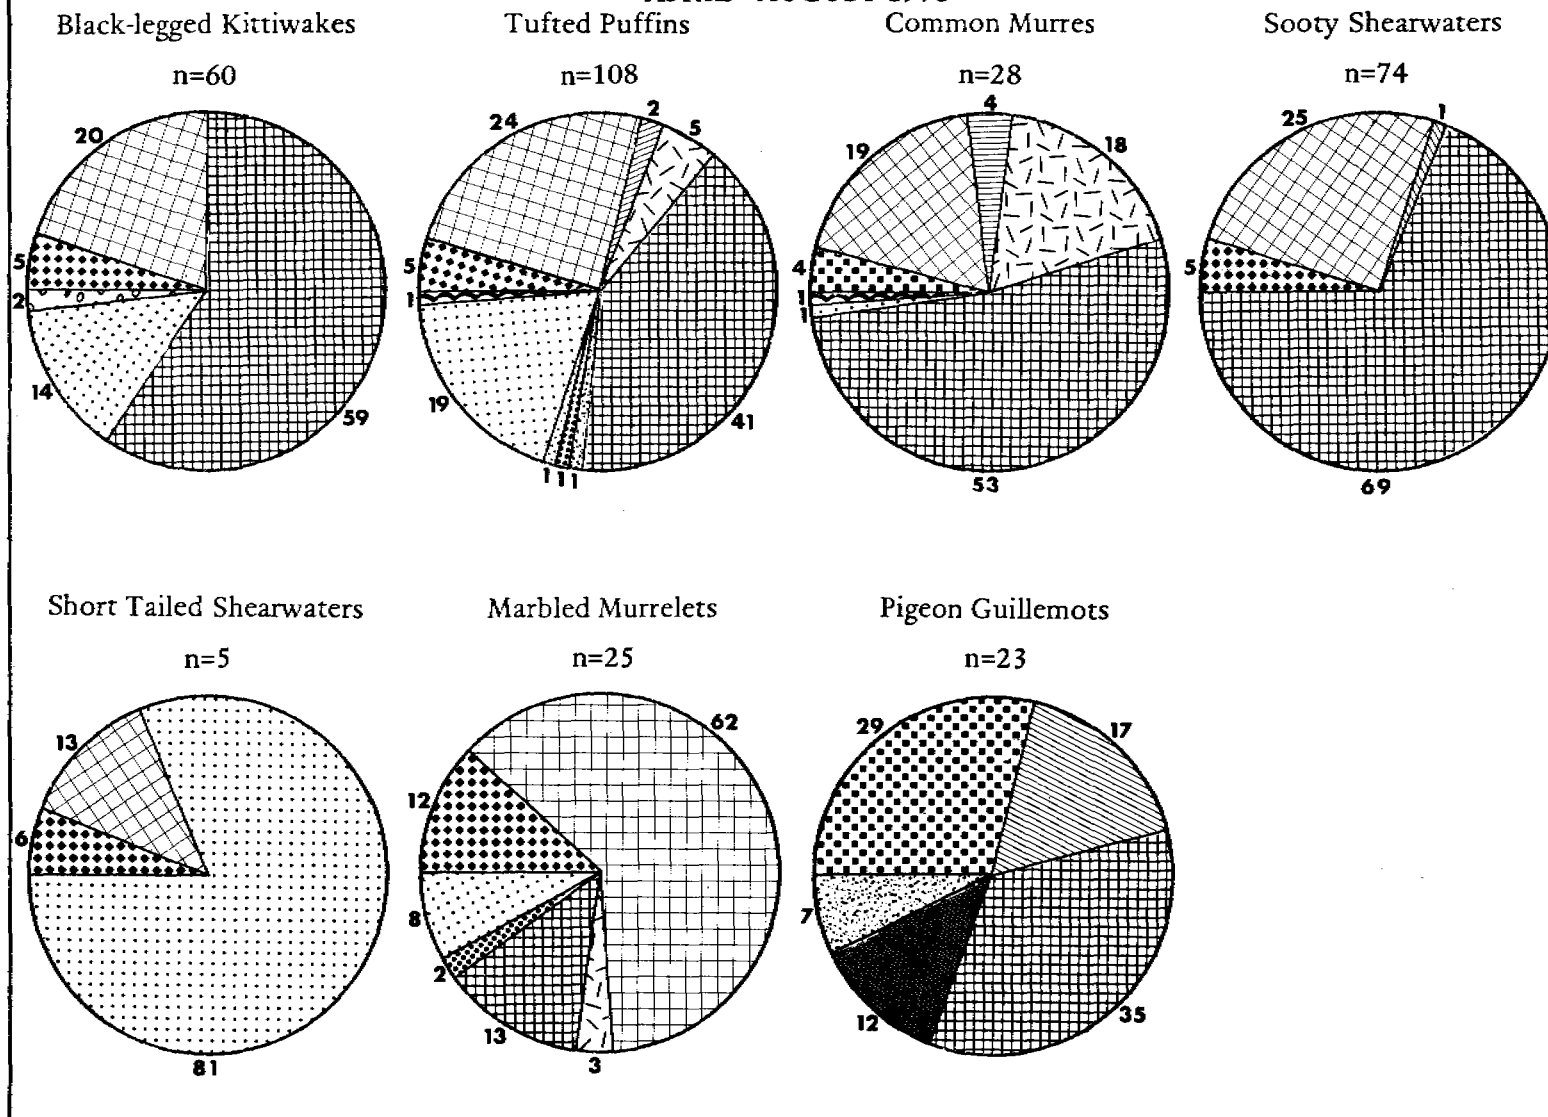 Black-legged Kittiwakes
n=60
20
5
2
14
59
Tufted Puffins
n=108
24
2
5
5
1
19
1 1 1
41
Common Murres
n=28
4
19
18
4
1
1
53
Sooty Shearwaters
n=74
25
1
5
69
Short Tailed Shearwaters
n=5
13
6
81
Marbled Murrelets
n=25
62
12
8
2
13
3
Pigeon Guillemots
n=23
29
17
7
12
35